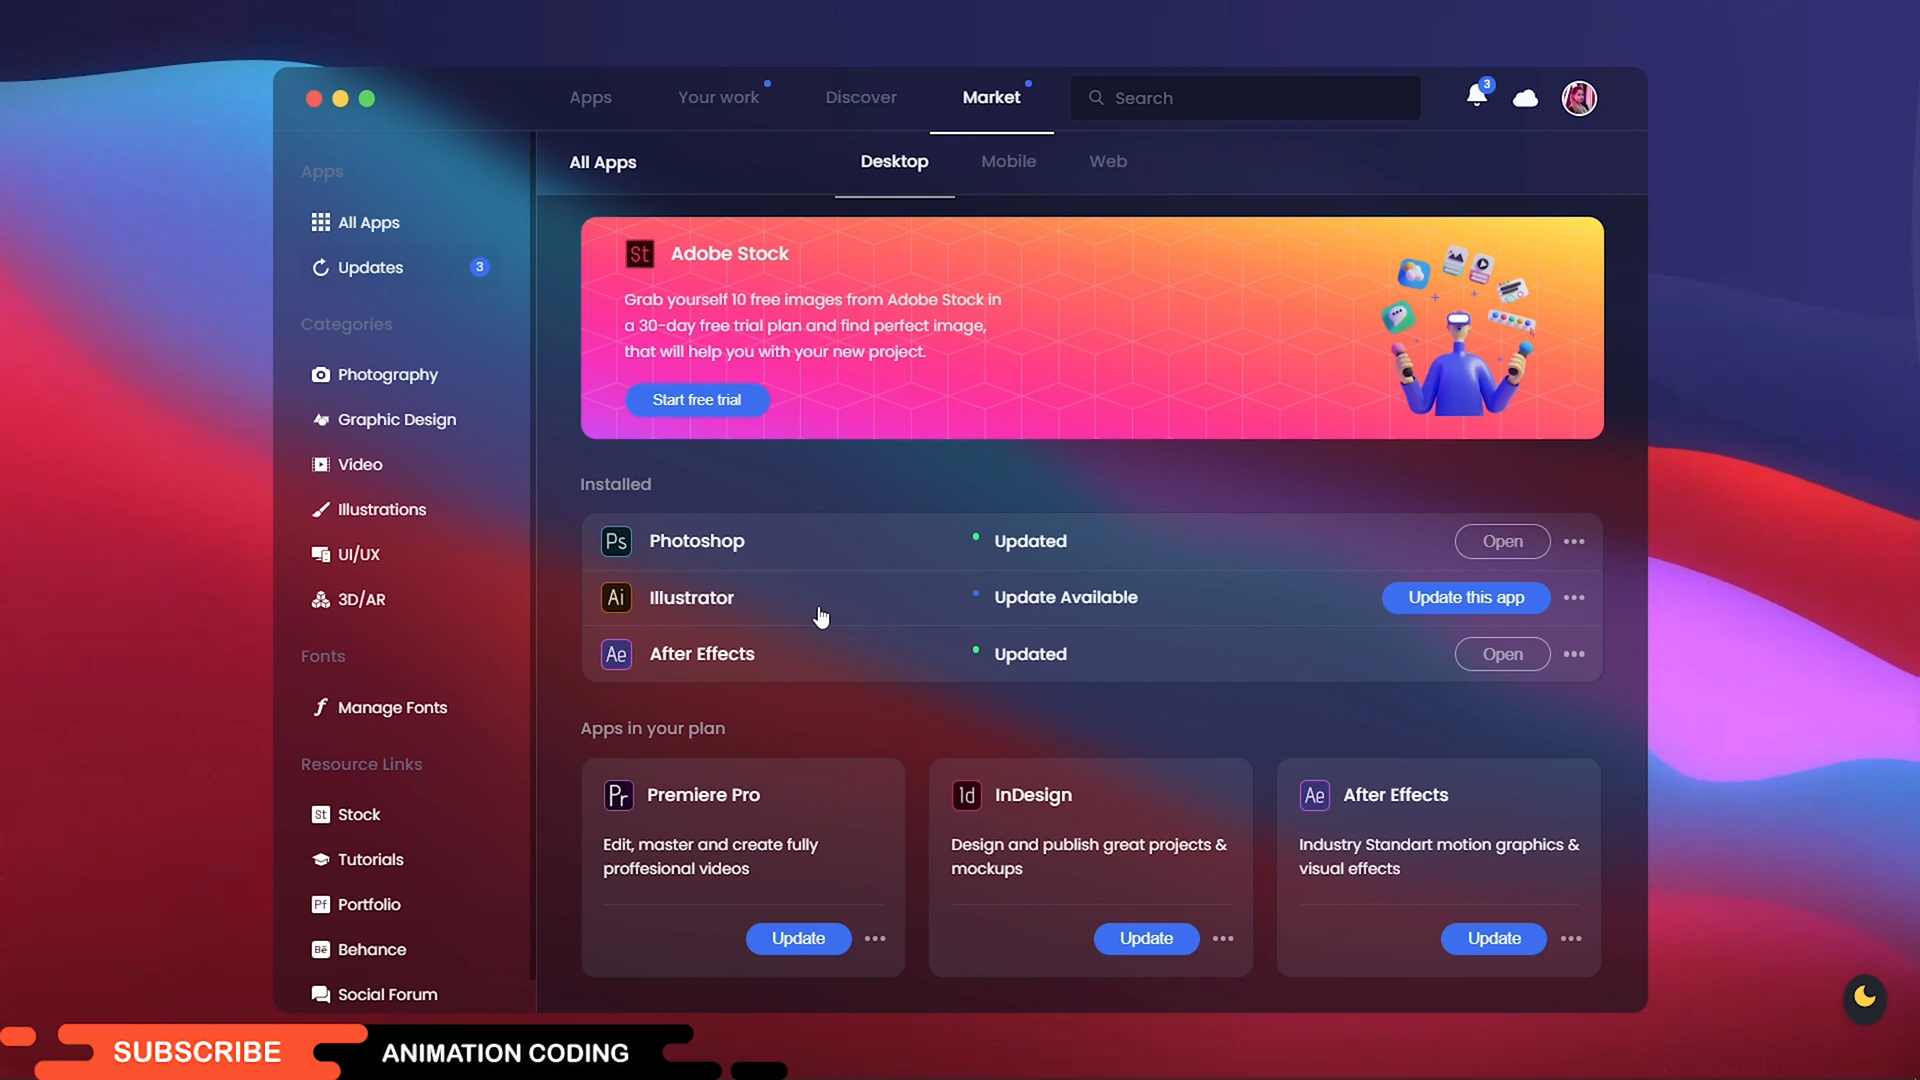 Apps
Your work
Discover
Market
Search
3
All Apps
Desktop
Mobile
Web
Apps
All Apps
Updates
3
Categories
Photography
Graphic Design
Video
Illustrations
UI/UX
3D/AR
Fonts
Manage Fonts
Resource Links
St Stock
Tutorials
Pf Portfolio
Bē Behance
Social Forum
St Adobe Stock
Grab yourself 10 free images from Adobe Stock in
a 30-day free trial plan and find perfect image,
that will help you with your new project.
Start free trial
Installed
Ps Photoshop
Updated
Open
Ai Illustrator
Update Available
Update this app
Ae After Effects
Updated
Open
Apps in your plan
Pr Premiere Pro
Edit, master and create fully
proffesional videos
Update
Id InDesign
Design and publish great projects &
mockups
Update
Ae After Effects
Industry Standart motion graphics &
visual effects
Update
SUBSCRIBE
ANIMATION CODING